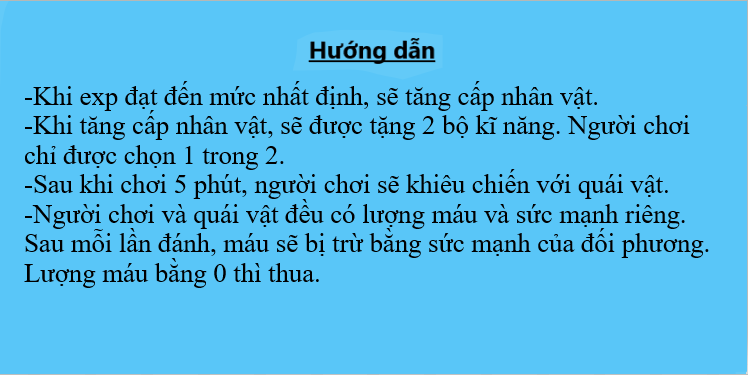 Hướng dẫn
-Khi exp đạt đến mức nhất định, sẽ tăng cấp nhân vật.
-Khi tăng cấp nhân vật, sẽ được tặng 2 bộ kĩ năng. Người chơi
chỉ được chọn 1 trong 2.
-Sau khi chơi 5 phút, người chơi sẽ khiêu chiến với quái vật.
-Người chơi và quái vật đều có lượng máu và sức mạnh riêng.
Sau mỗi lần đánh, máu sẽ bị trừ bằng sức mạnh của đối phương.
Lượng máu bằng 0 thì thua.